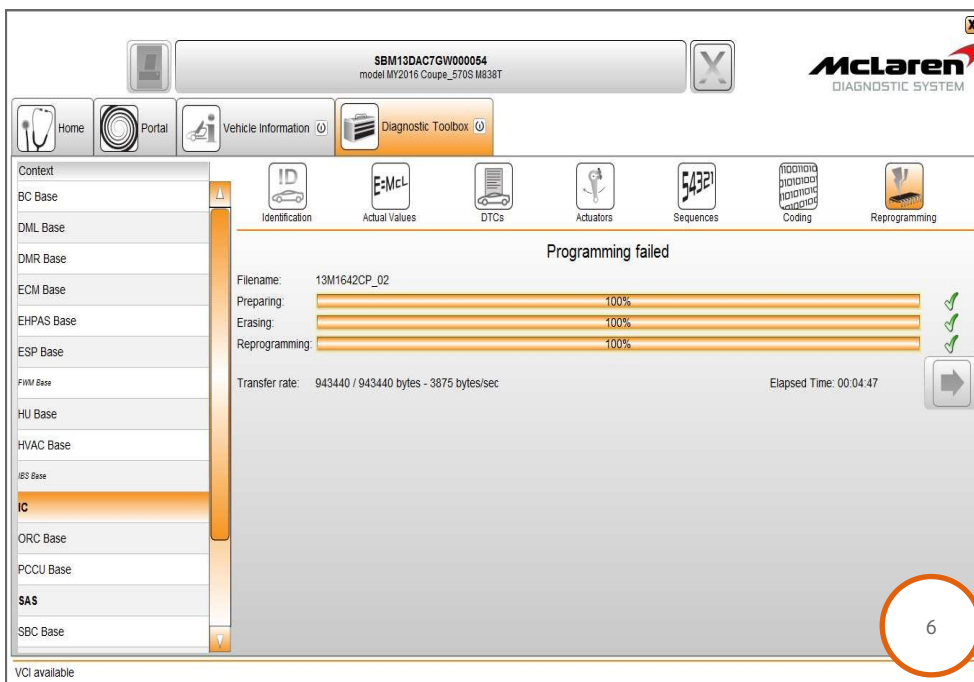 X
SBM13DAC7GW000054
model MY2016 Coupe_570S M838T
McLaren
DIAGNOSTIC SYSTEM
Home
Portal
Vehicle Information
Diagnostic Toolbox
Context
BC Base
DML Base
DMR Base
ECM Base
EHPAS Base
ESP Base
FWM Base
HU Base
HVAC Base
IBS Base
IC
ORC Base
PCCU Base
SAS
SBC Base
ID
Identification
E=McL
Actual Values
DTCs
Actuators
54321
Sequences
Coding
Reprogramming
Programming failed
Filename: 13M1642CP_02
Preparing: 100%
Erasing: 100%
Reprogramming: 100%
Transfer rate: 943440 / 943440 bytes - 3875 bytes/sec Elapsed Time: 00:04:47
6
VCI available